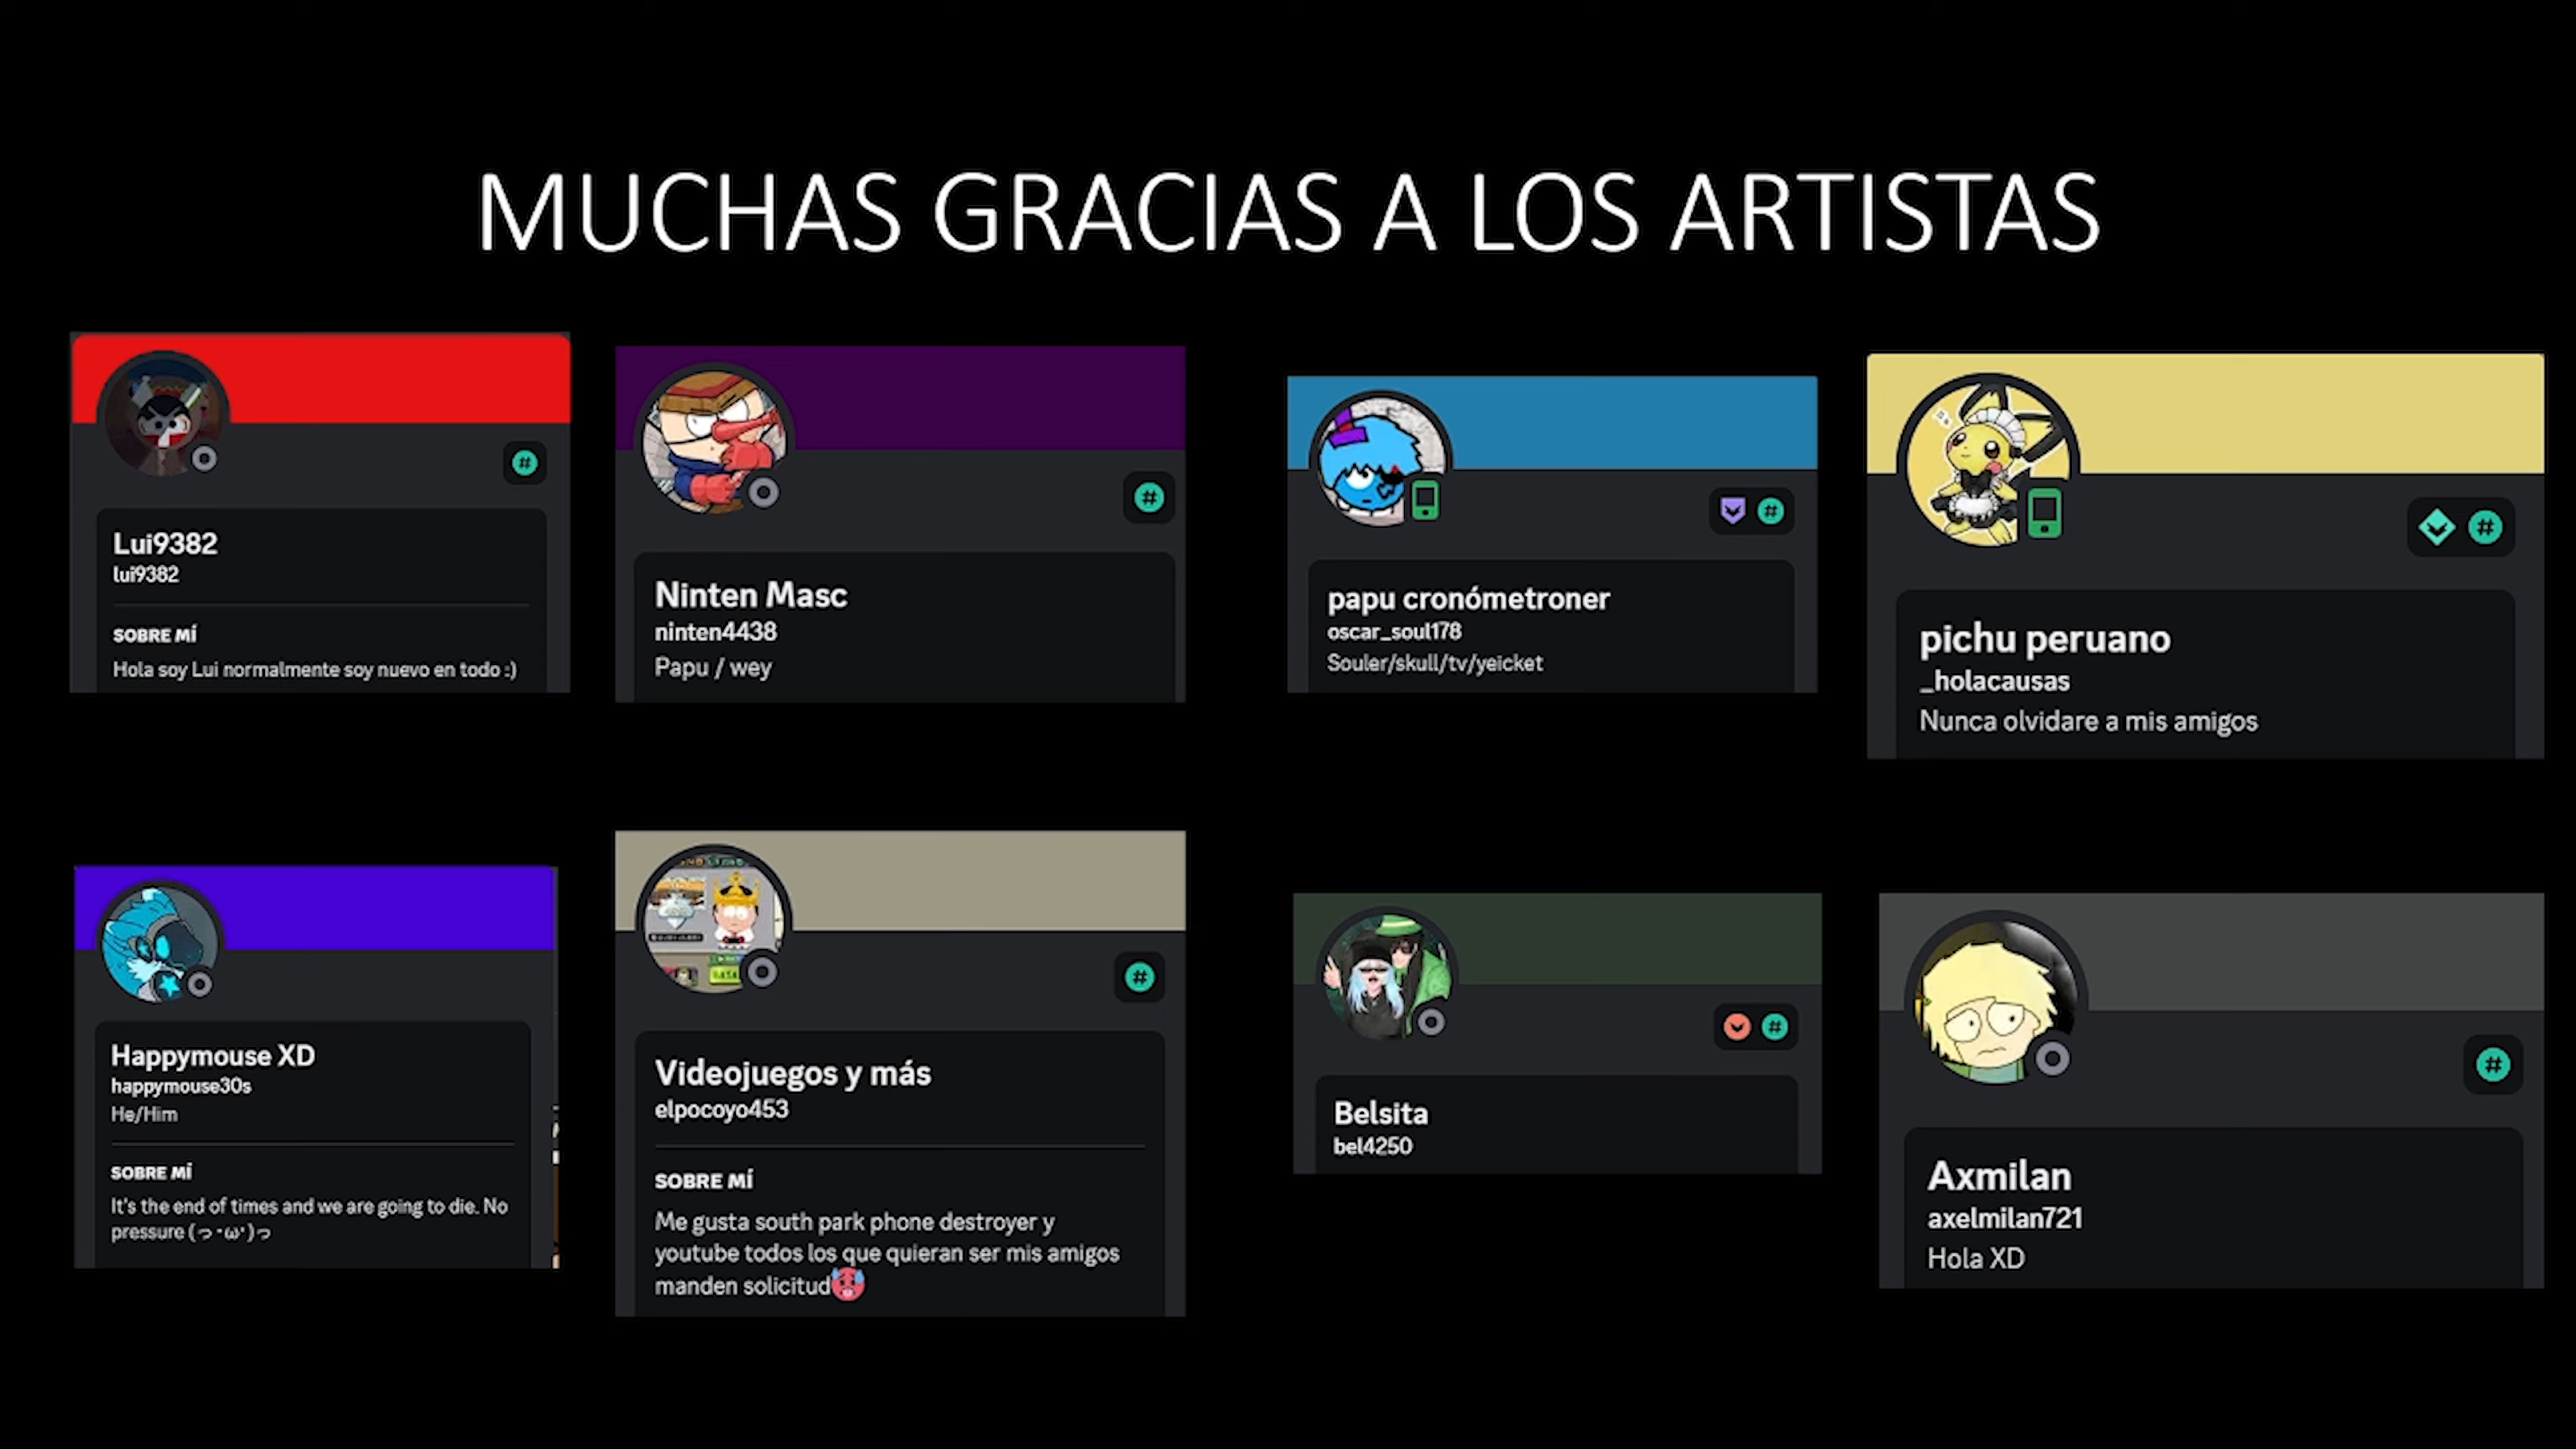 MUCHAS GRACIAS A LOS ARTISTAS
Lui9382
lui9382
SOBRE MÍ
Hola soy Lui normalmente soy nuevo en todo :)
Ninten Masc
ninten4438
Papu / wey
papu cronómetroner
oscar_soul178
Souler/skull/tv/yeicket
pichu peruano
_holacausas
Nunca olvidare a mis amigos
Happymouse XD
happymouse30s
He/Him
SOBRE MÍ
It's the end of times and we are going to die. No
pressure (っ･ω･)っ
Videojuegos y más
elpocoyo453
SOBRE MÍ
Me gusta south park phone destroyer y
youtube todos los que quieran ser mis amigos
manden solicitud
Belsita
bel4250
Axmilan
axelmilan721
Hola XD